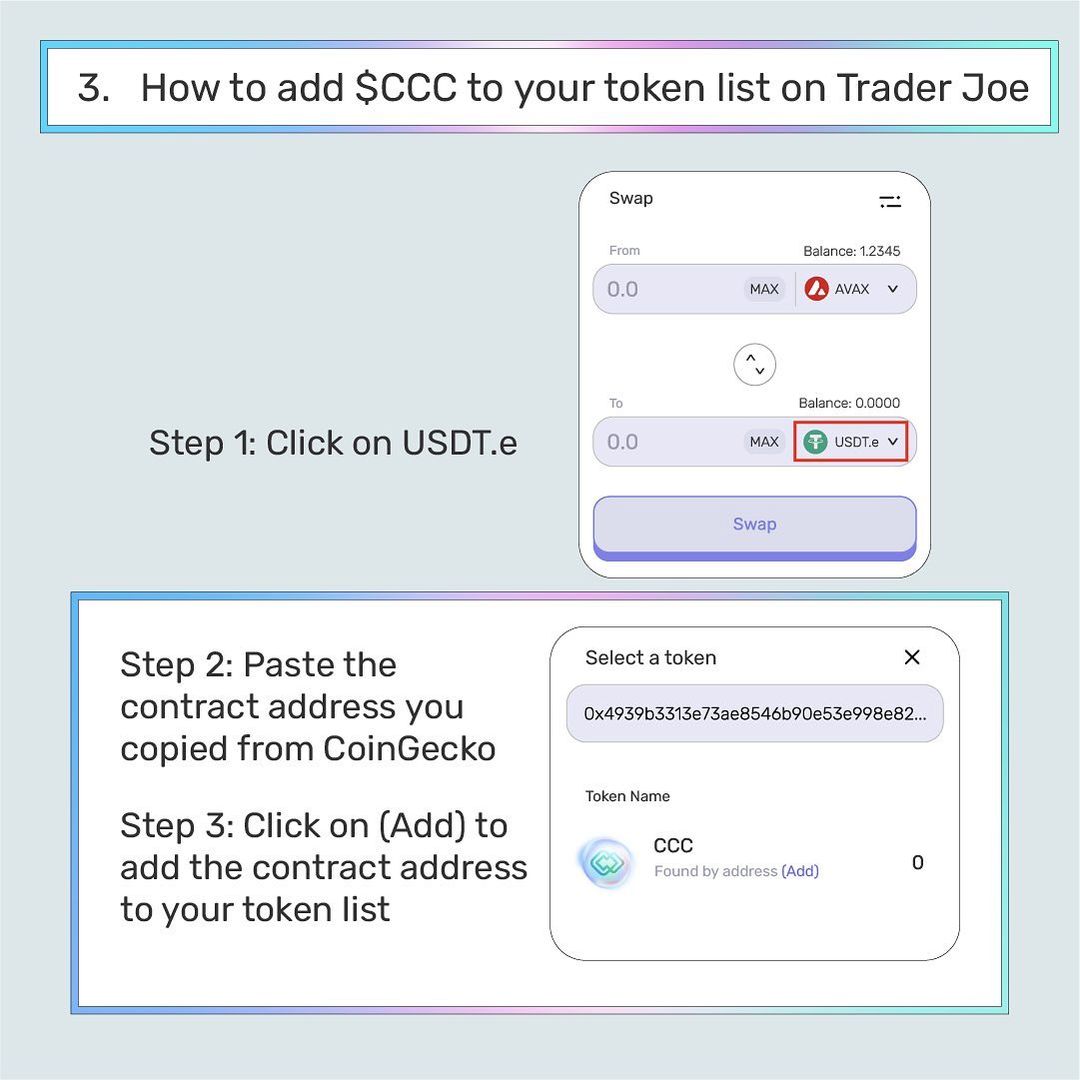 3. How to add $CCC to your token list on Trader Joe
Swap
From
Balance: 1.2345
0.0
MAX
AVAX
To
Balance: 0.0000
Step 1: Click on USDT.e
0.0
MAX
USDT.e
Swap
Step 2: Paste the
contract address you
copied from CoinGecko
Step 3: Click on (Add) to
add the contract address
to your token list
Select a token
0x4939b3313e73ae8546b90e53e998e82...
Token Name
CCC
Found by address (Add)
0